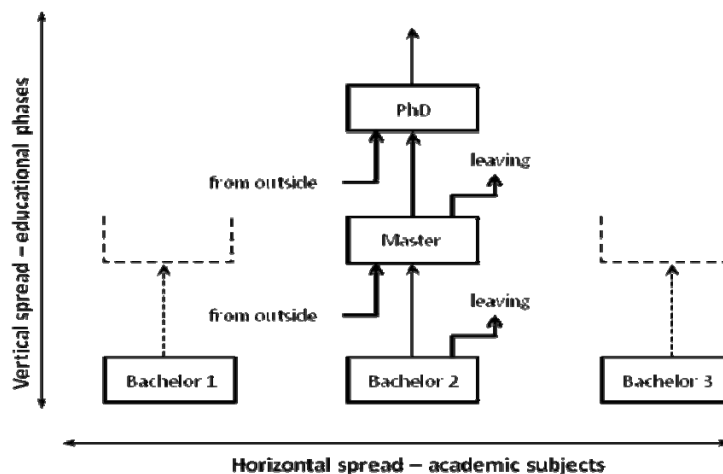 Vertical spread – educational phases
PhD
leaving
from outside
Master
leaving
from outside
Bachelor 1
Bachelor 2
Bachelor 3
Horizontal spread – academic subjects